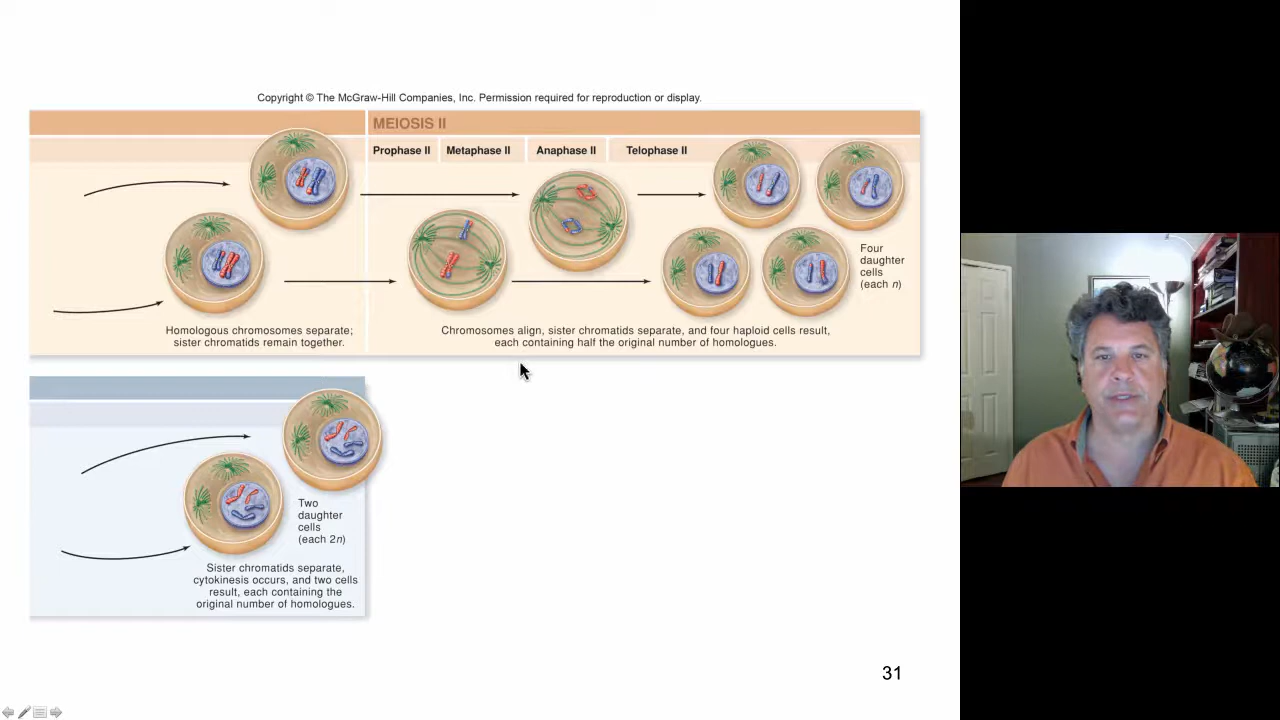 Copyright © The McGraw-Hill Companies, Inc. Permission required for reproduction or display.
MEIOSIS II
Prophase II
Metaphase II
Anaphase II
Telophase II
Four
daughter
cells
(each n)
Homologous chromosomes separate;
sister chromatids remain together.
Chromosomes align, sister chromatids separate, and four haploid cells result,
each containing half the original number of homologues.
Two
daughter
cells
(each 2n)
Sister chromatids separate,
cytokinesis occurs, and two cells
result, each containing the
original number of homologues.
31